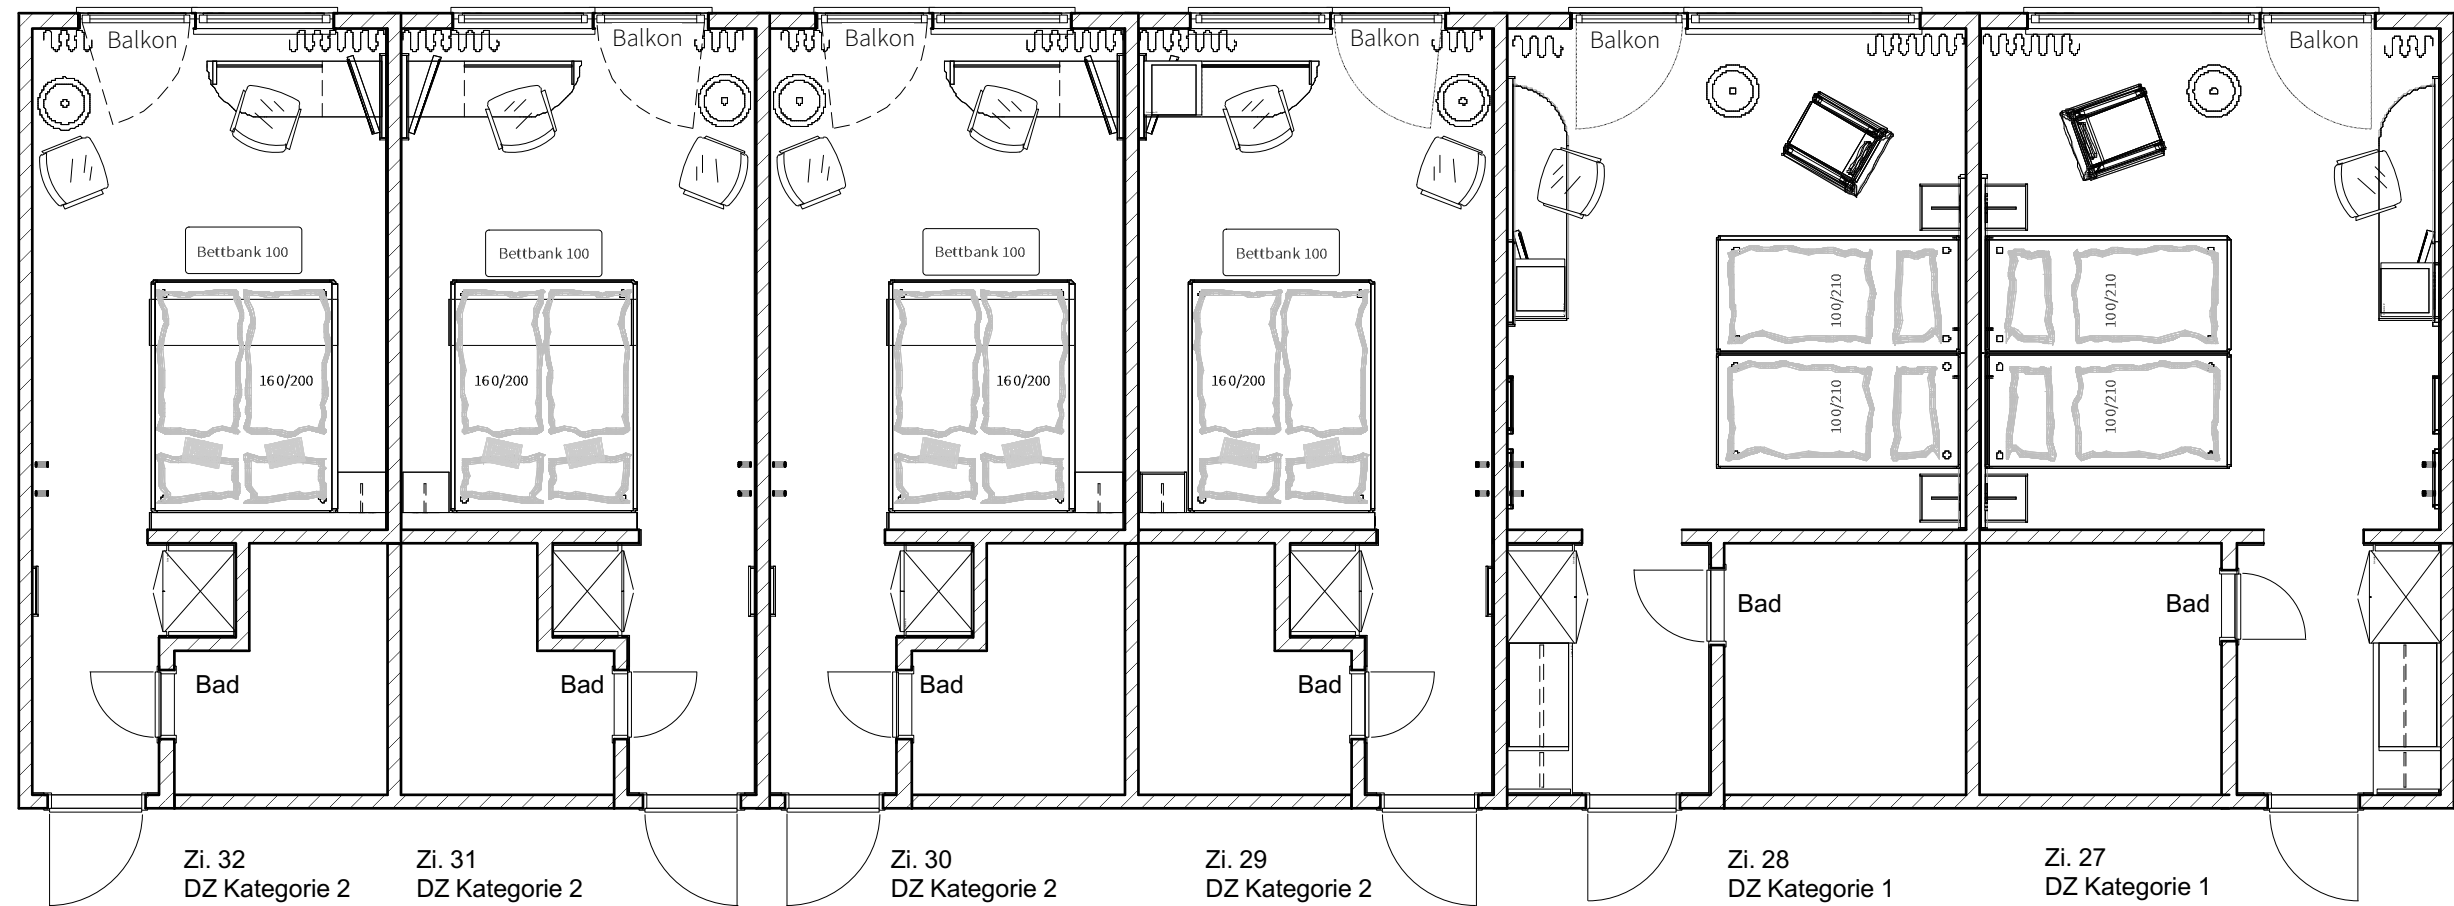 Balkon
Balkon
Balkon
Balkon
Balkon
Balkon
Bettbank 100
Bettbank 100
Bettbank 100
Bettbank 100
160/200
160/200
160/200
160/200
100/210
100/210
100/210
100/210
Bad
Bad
Bad
Bad
Bad
Bad
Zi. 32
DZ Kategorie 2
Zi. 31
DZ Kategorie 2
Zi. 30
DZ Kategorie 2
Zi. 29
DZ Kategorie 2
Zi. 28
DZ Kategorie 1
Zi. 27
DZ Kategorie 1